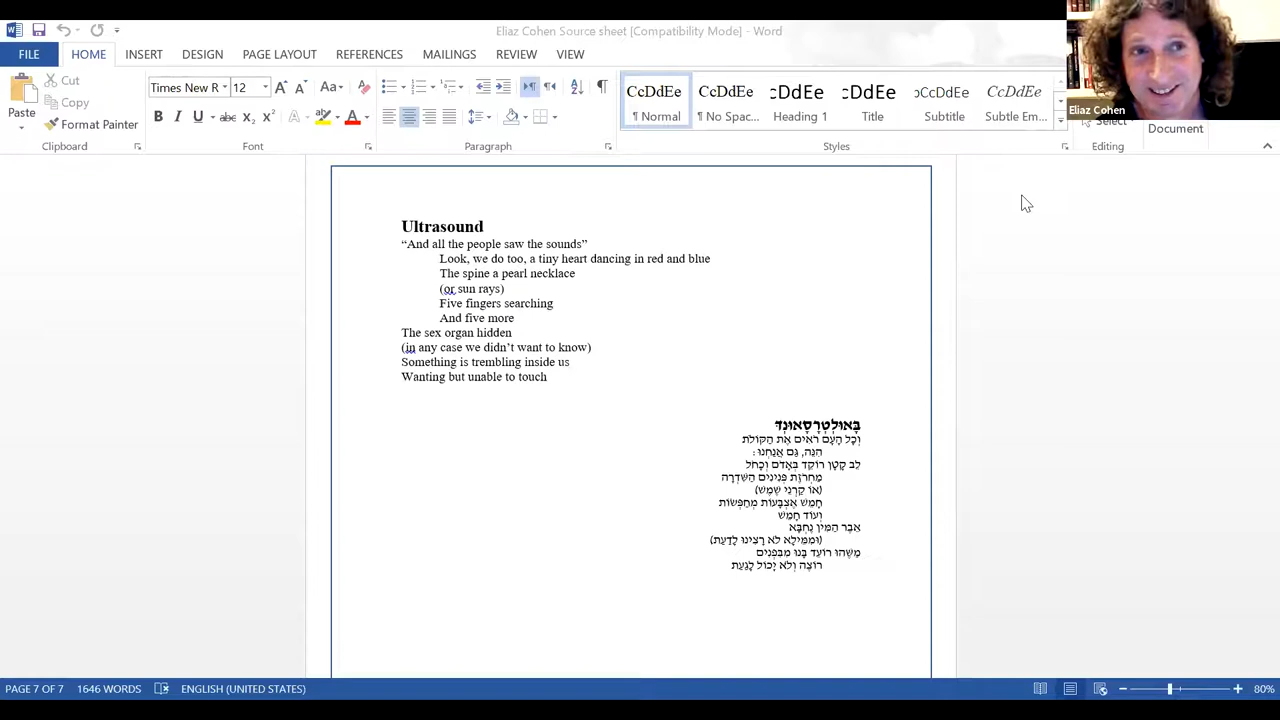 Eliaz Cohen Source sheet [Compatibility Mode] - Word
FILE HOME INSERT DESIGN PAGE LAYOUT REFERENCES MAILINGS REVIEW VIEW
Paste
Cut
Copy
Format Painter
Clipboard
Times New R 12
Font
Paragraph
CcDdEe CcDdEe cDdEe cDdEe cCcDdEe CcDdEe
¶ Normal ¶ No Spac... Heading 1 Title Subtitle Subtle Em...
Styles
Eliaz Cohen
Select
Editing
Document
Ultrasound
“And all the people saw the sounds”
Look, we do too, a tiny heart dancing in red and blue
The spine a pearl necklace
(or sun rays)
Five fingers searching
And five more
The sex organ hidden
(in any case we didn’t want to know)
Something is trembling inside us
Wanting but unable to touch
בָּאוּלְטְרָסָאוּנְדְּ
וְכָל הָעָם רֹאִים אֶת הַקּוֹלֹת
הִנֵּה, גַּם אֲנַחְנוּ :
לֵב קָטָן רוֹקֵד בְּאָדֹם וְכָחֹל
מַחְרֹזֶת פְּנִינִים הַשִּׁדְרָה
(אוֹ קַרְנֵי שֶׁמֶשׁ)
חָמֵשׁ אֶצְבָּעוֹת מְחַפְּשׂוֹת
וְעוֹד חָמֵשׁ
אֵבֶר הַמִּין נֶחְבָּא
(וּמִמֵּילָא לֹא רָצִינוּ לָדַעַת)
מַשֶּׁהוּ רוֹעֵד בָּנוּ מִבִּפְנִים
רוֹצֶה וְלֹא יָכוֹל לָגַעַת
PAGE 7 OF 7 1646 WORDS ENGLISH (UNITED STATES) 80%